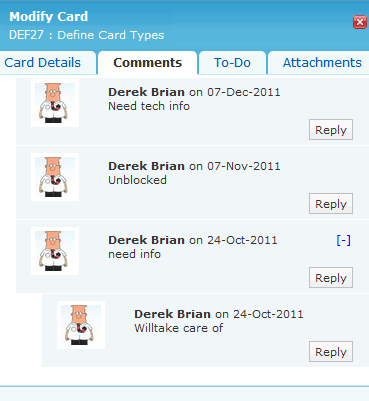 Modify Card
DEF27 : Define Card Types
Card Details Comments To-Do Attachments
Derek Brian on 07-Dec-2011
Need tech info
Reply
Derek Brian on 07-Nov-2011
Unblocked
Reply
Derek Brian on 24-Oct-2011 [-]
need info
Reply
Derek Brian on 24-Oct-2011
Willtake care of
Reply